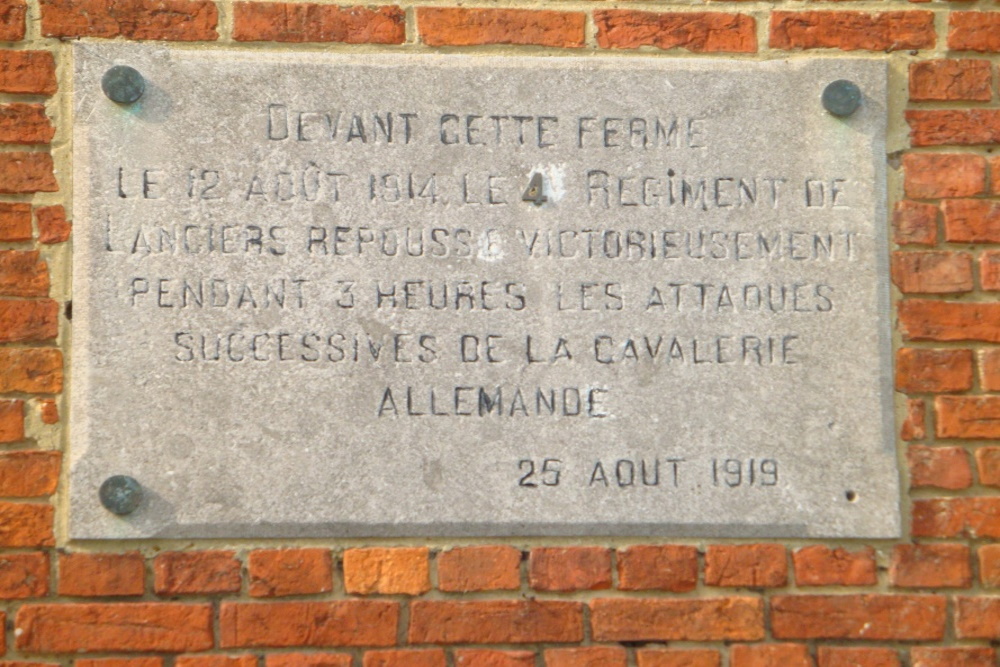 DEVANT CETTE FERME
LE 12 AOÛT 1914, LE 4 RÉGIMENT DE
LANCIERS REPOUSSA VICTORIEUSEMENT
PENDANT 3 HEURES LES ATTAQUES
SUCCESSIVES DE LA CAVALERIE
ALLEMANDE
25 AOUT 1919